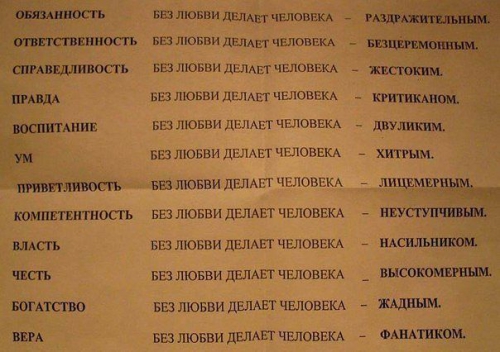 ОБЯЗАННОСТЬ БЕЗ ЛЮБВИ ДЕЛАЕТ ЧЕЛОВЕКА – РАЗДРАЖИТЕЛЬНЫМ.
ОТВЕТСТВЕННОСТЬ БЕЗ ЛЮБВИ ДЕЛАЕТ ЧЕЛОВЕКА – БЕЗЦЕРЕМОННЫМ.
СПРАВЕДЛИВОСТЬ БЕЗ ЛЮБВИ ДЕЛАЕТ ЧЕЛОВЕКА – ЖЕСТОКИМ.
ПРАВДА БЕЗ ЛЮБВИ ДЕЛАЕТ ЧЕЛОВЕКА – КРИТИКАНОМ.
ВОСПИТАНИЕ БЕЗ ЛЮБВИ ДЕЛАЕТ ЧЕЛОВЕКА – ДВУЛИКИМ.
УМ БЕЗ ЛЮБВИ ДЕЛАЕТ ЧЕЛОВЕКА – ХИТРЫМ.
ПРИВЕТЛИВОСТЬ БЕЗ ЛЮБВИ ДЕЛАЕТ ЧЕЛОВЕКА – ЛИЦЕМЕРНЫМ.
КОМПЕТЕНТНОСТЬ БЕЗ ЛЮБВИ ДЕЛАЕТ ЧЕЛОВЕКА – НЕУСТУПЧИВЫМ.
ВЛАСТЬ БЕЗ ЛЮБВИ ДЕЛАЕТ ЧЕЛОВЕКА – НАСИЛЬНИКОМ.
ЧЕСТЬ БЕЗ ЛЮБВИ ДЕЛАЕТ ЧЕЛОВЕКА – ВЫСОКОМЕРНЫМ.
БОГАТСТВО БЕЗ ЛЮБВИ ДЕЛАЕТ ЧЕЛОВЕКА – ЖАДНЫМ.
ВЕРА БЕЗ ЛЮБВИ ДЕЛАЕТ ЧЕЛОВЕКА – ФАНАТИКОМ.